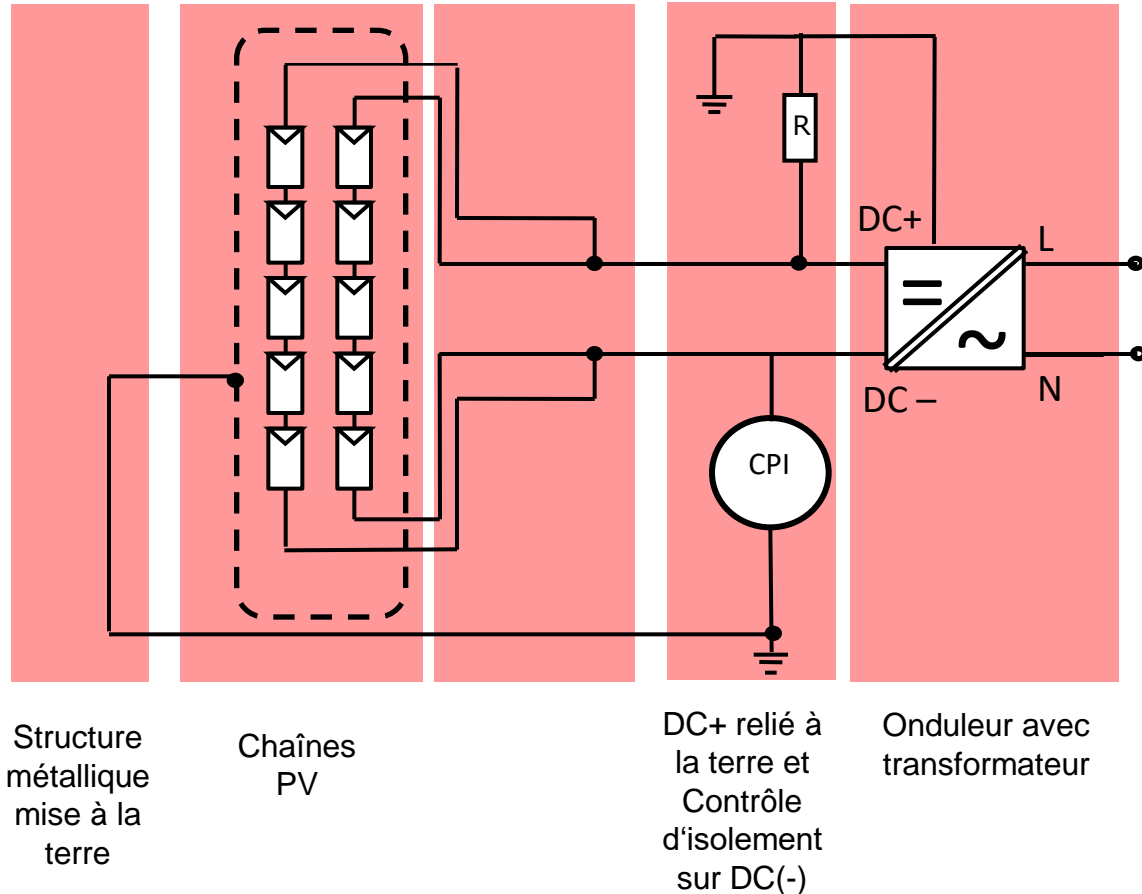 R
DC+
L
=
~
CPI
DC –
N
Structure
métallique
mise à la
terre
Chaînes
PV
DC+ relié à
la terre et
Contrôle
d‘isolement
sur DC(-)
Onduleur avec
transformateur